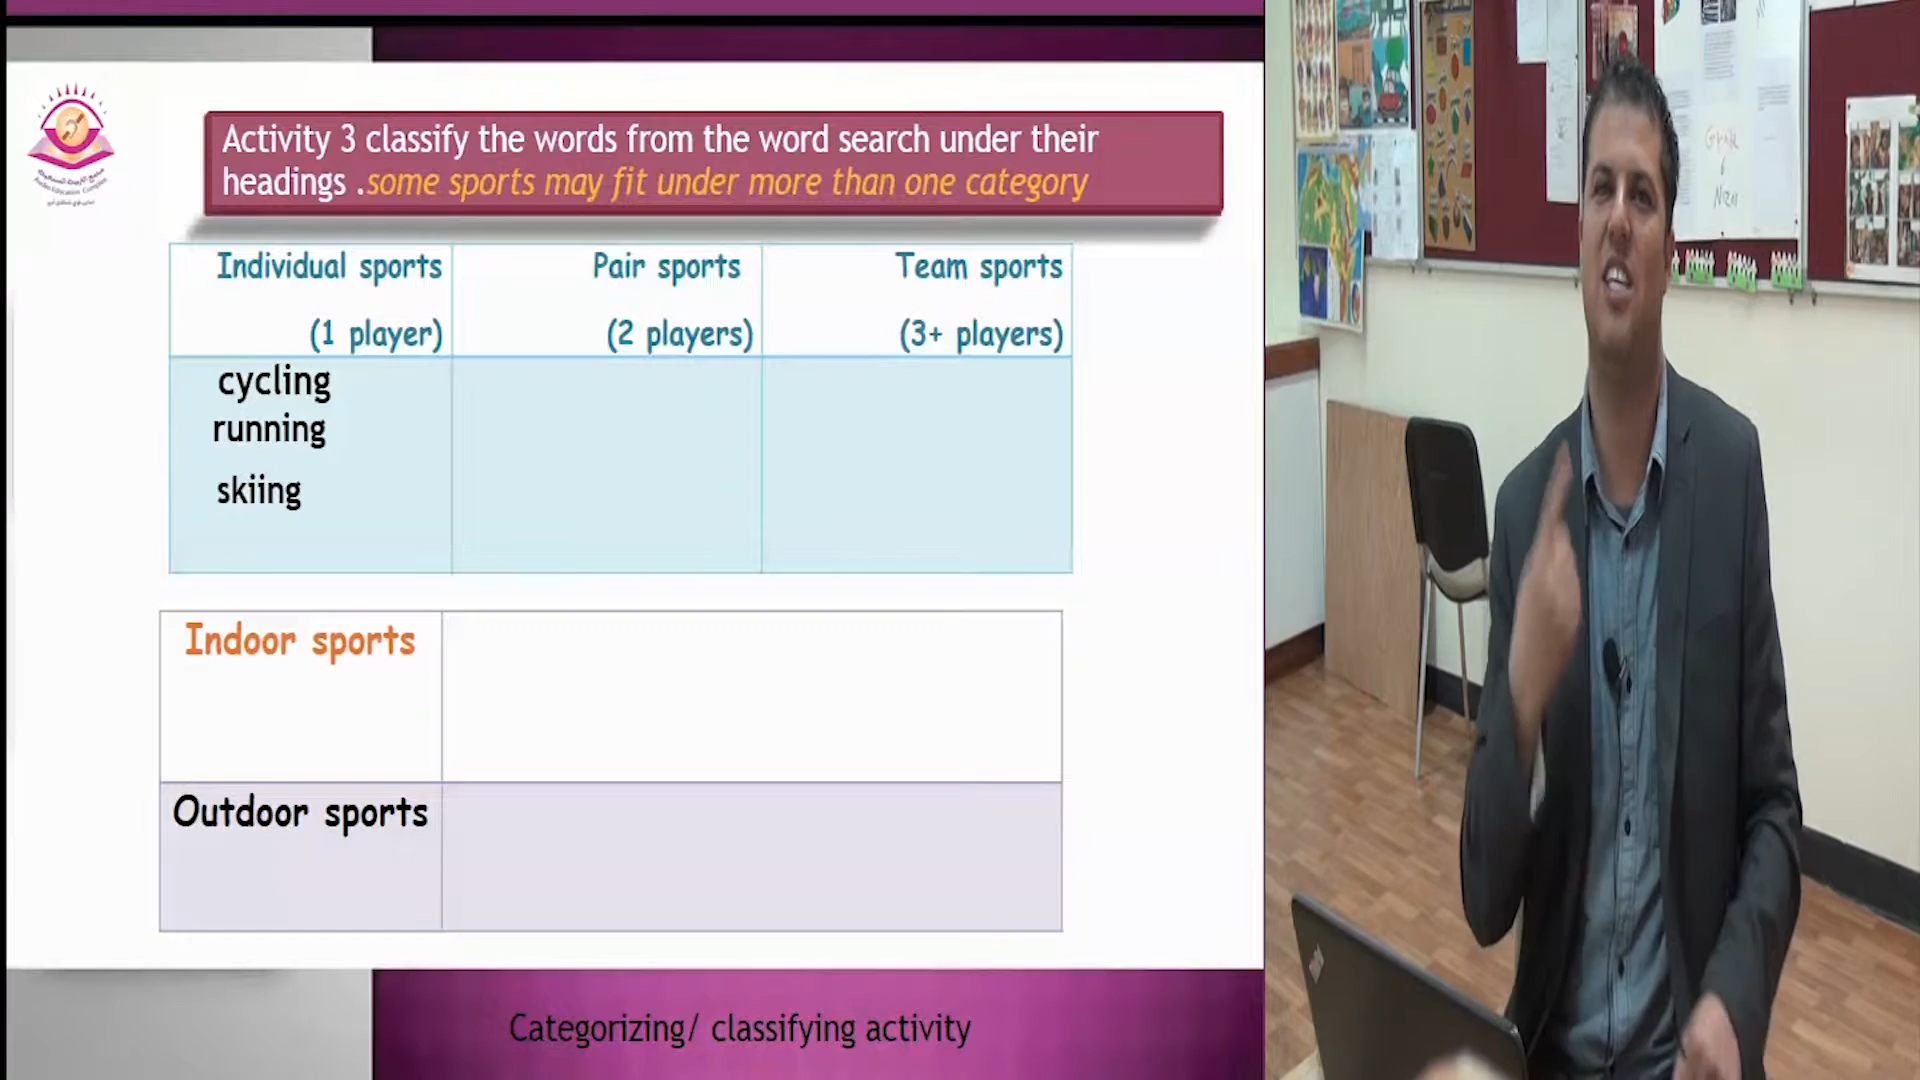 Activity 3 classify the words from the word search under their
headings .some sports may fit under more than one category
Individual sports
(1 player)
Pair sports
(2 players)
Team sports
(3+ players)
cycling
running
skiing
Indoor sports
Outdoor sports
Categorizing/ classifying activity
Grade
6